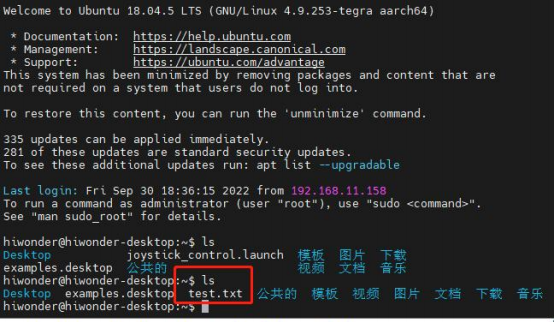 Welcome to Ubuntu 18.04.5 LTS (GNU/Linux 4.9.253-tegra aarch64)
* Documentation: https://help.ubuntu.com
* Management: https://landscape.canonical.com
* Support: https://ubuntu.com/advantage
This system has been minimized by removing packages and content that are
not required on a system that users do not log into.
To restore this content, you can run the 'unminimize' command.
335 updates can be applied immediately.
281 of these updates are standard security updates.
To see these additional updates run: apt list --upgradable
Last login: Fri Sep 30 18:36:15 2022 from 192.168.11.158
To run a command as administrator (user "root"), use "sudo <command>".
See "man sudo_root" for details.
hiwonder@hiwonder-desktop:~$ ls
Desktop joystick_control.launch 模板 图片 下载
examples.desktop 公共的 视频 文档 音乐
hiwonder@hiwonder-desktop:~$ ls
Desktop examples.desktop test.txt 公共的 模板 视频 图片 文档 下载 音乐
hiwonder@hiwonder-desktop:~$